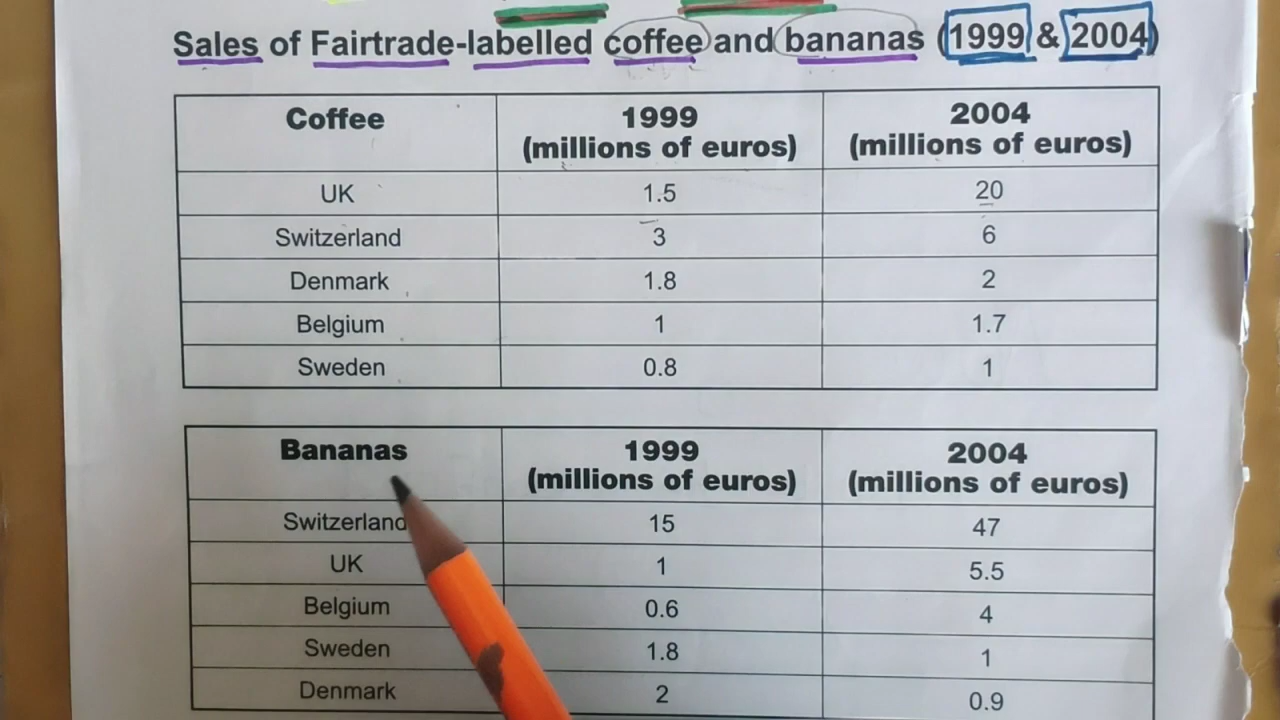 Sales of Fairtrade-labelled coffee and bananas (1999 & 2004)
Coffee 1999 (millions of euros) 2004 (millions of euros)
UK 1.5 20
Switzerland 3 6
Denmark 1.8 2
Belgium 1 1.7
Sweden 0.8 1
Bananas 1999 (millions of euros) 2004 (millions of euros)
Switzerland 15 47
UK 1 5.5
Belgium 0.6 4
Sweden 1.8 1
Denmark 2 0.9